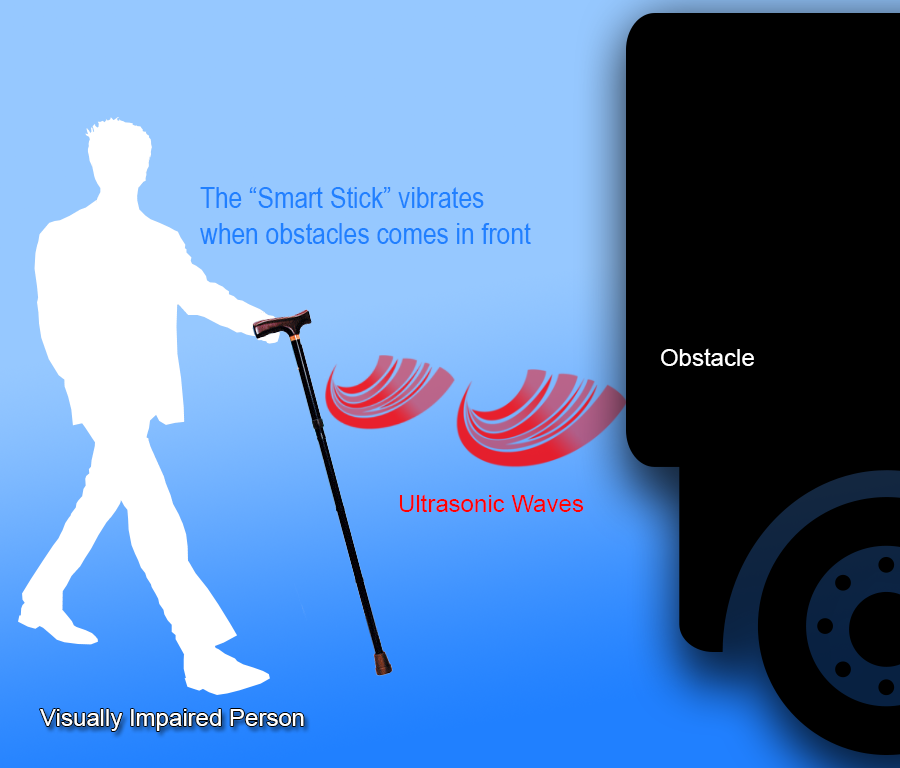 The “Smart Stick” vibrates
when obstacles comes in front
Obstacle
Ultrasonic Waves
Visually Impaired Person